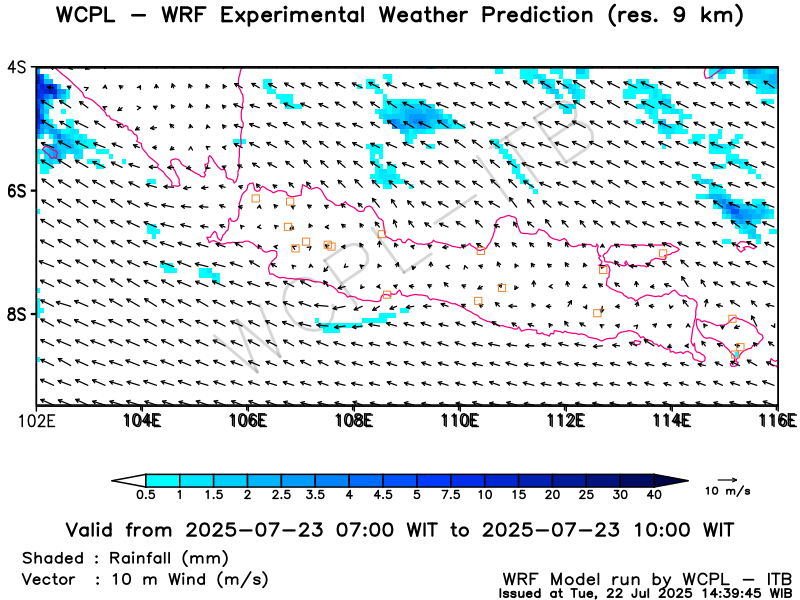 WCPL – WRF Experimental Weather Prediction (res. 9 km)
WCPL–ITB
4S
6S
8S
102E 104E 106E 108E 110E 112E 114E 116E
0.5 1 1.5 2 2.5 3.5 4 4.5 5 7.5 10 15 20 25 30 40
10 m/s
Valid from 2025–07–23 07:00 WIT to 2025–07–23 10:00 WIT
Shaded : Rainfall (mm)
Vector : 10 m Wind (m/s)
WRF Model run by WCPL – ITB
Issued at Tue, 22 Jul 2025 14:39:45 WIB